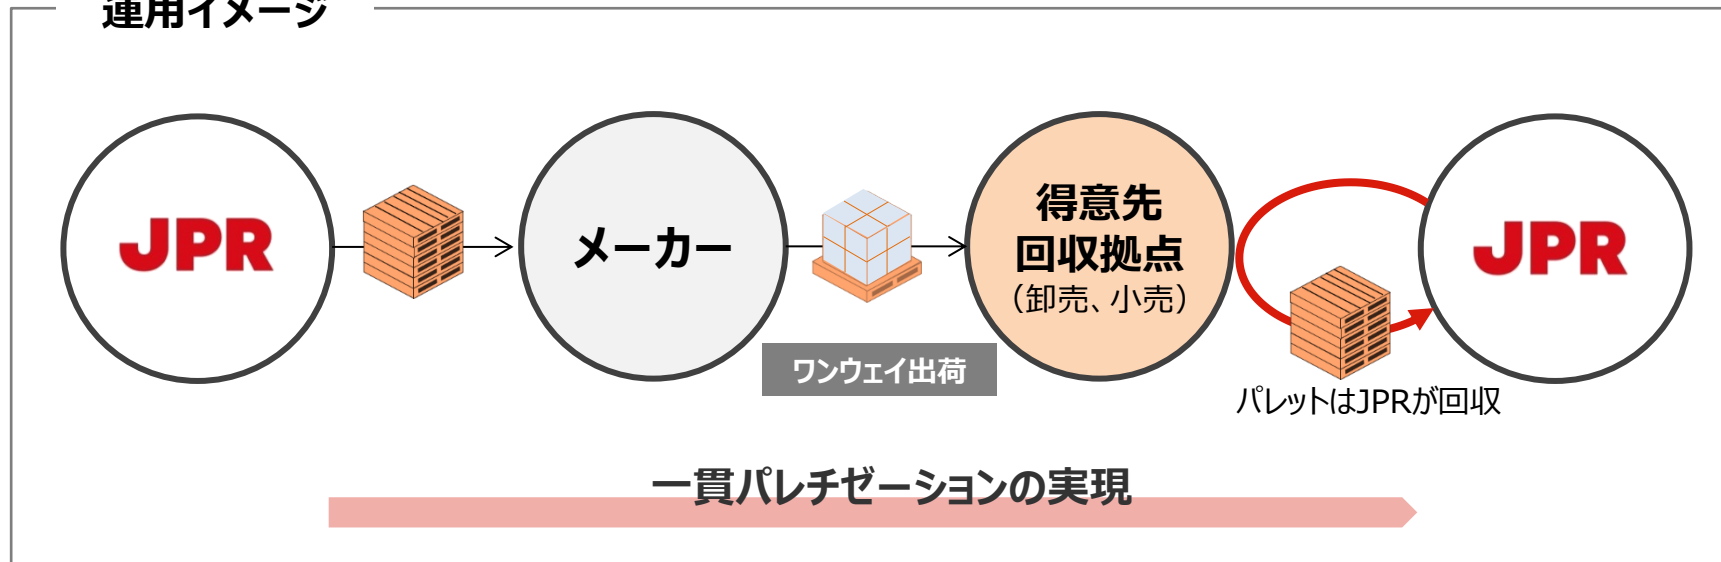 運用イメージ
JPR
メーカー
ワンウェイ出荷
得意先
回収拠点
（卸売、小売）
JPR
パレットはJPRが回収
一貫パレチゼーションの実現